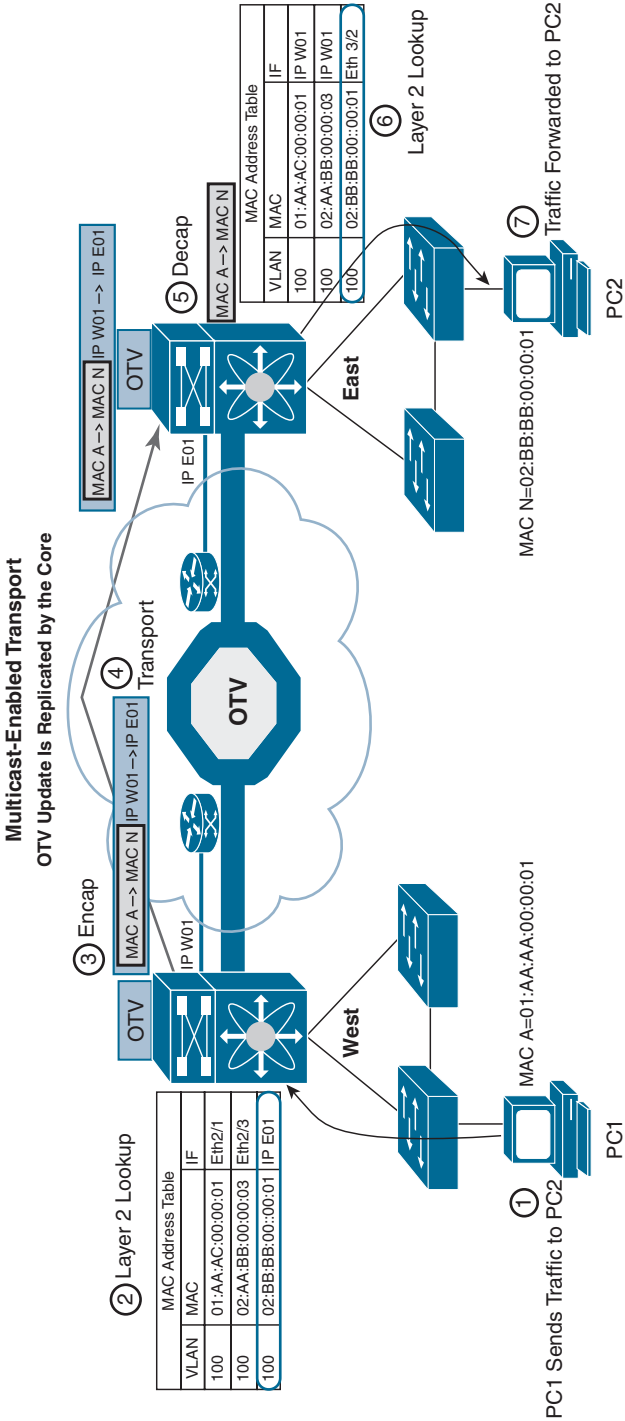 Multicast-Enabled Transport
OTV Update Is Replicated by the Core
2 Layer 2 Lookup
MAC Address Table
VLAN MAC IF
100 01:AA:AC:00:00:01 Eth2/1
100 02:AA:BB:00:00:03 Eth2/3
100 02:BB:BB:00::00:01 IP E01
3 Encap
OTV
MAC A –> MAC N IP W01 –>IP E01
4
Transport
IP W01
West
OTV
MAC A –> MAC N IP W01 –> IP E01
OTV
IP E01
East
5 Decap
MAC A –> MAC N
MAC Address Table
VLAN MAC IF
100 01:AA:AC:00:00:01 IP W01
100 02:AA:BB:00:00:03 IP W01
100 02:BB:BB:00::00:01 Eth 3/2
6
Layer 2 Lookup
1
PC1 Sends Traffic to PC2
MAC A=01:AA:AA:00:00:01
PC1
MAC N=02:BB:BB:00:00:01
7
Traffic Forwarded to PC2
PC2